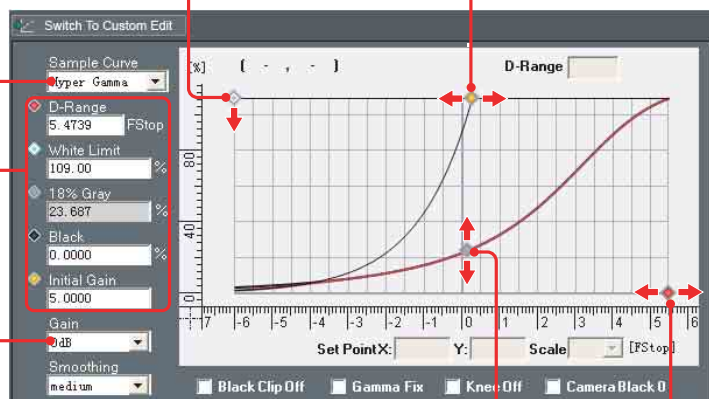 Switch To Custom Edit
Sample Curve
Hyper Gamma
D-Range
5.4739 FStop
White Limit
109.00 %
18% Gray
23.687 %
Black
0.0000 %
Initial Gain
5.0000
Gain
0dB
Smoothing
medium
[%] ( - , - ) D-Range
80
40
0
-7 -6 -5 -4 -3 -2 -1 0 1 2 3 4 5 6
Set Point X: Y: Scale [FStop]
Black Clip Off Gamma Fix Knee Off Camera Black 0